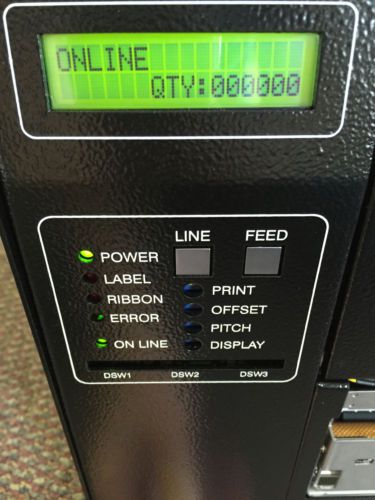 ONLINE
QTY:000000
LINE FEED
POWER
LABEL
RIBBON
ERROR
ON LINE
PRINT
OFFSET
PITCH
DISPLAY
DSW1 DSW2 DSW3